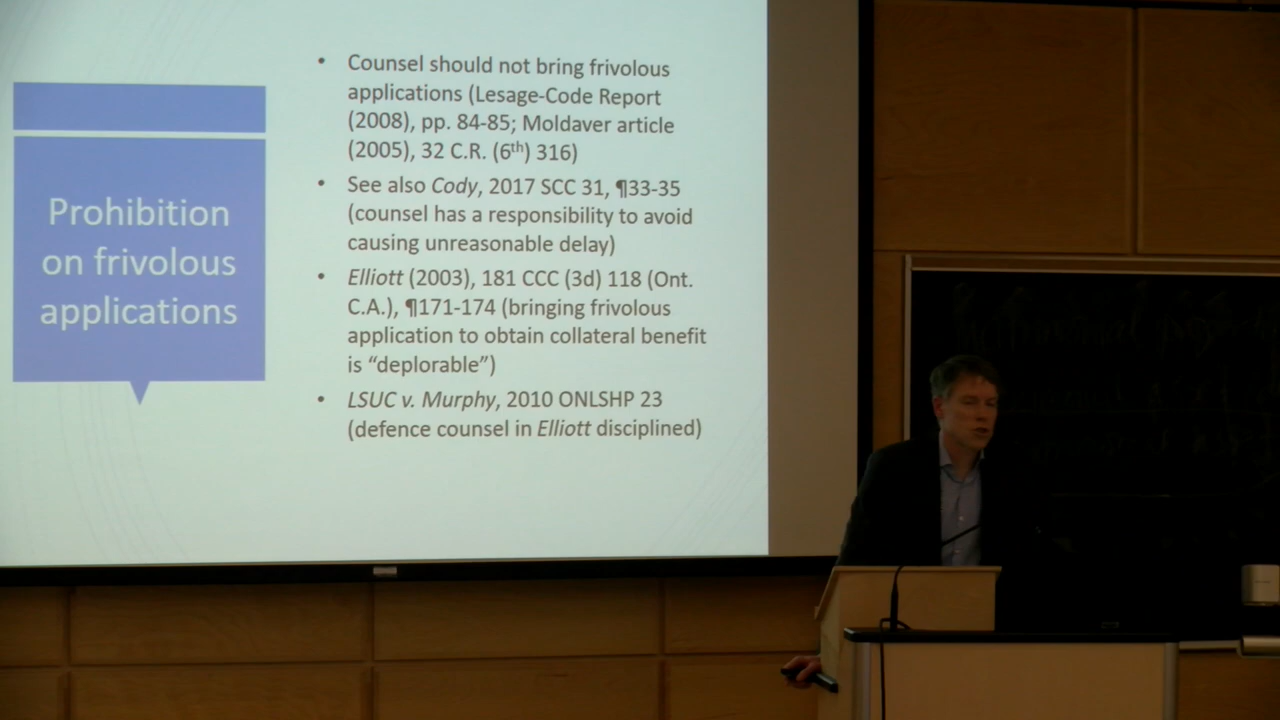 Prohibition
on frivolous
applications
• Counsel should not bring frivolous
applications (Lesage-Code Report
(2008), pp. 84-85; Moldaver article
(2005), 32 C.R. (6th) 316)
• See also Cody, 2017 SCC 31, ¶33-35
(counsel has a responsibility to avoid
causing unreasonable delay)
• Elliott (2003), 181 CCC (3d) 118 (Ont.
C.A.), ¶171-174 (bringing frivolous
application to obtain collateral benefit
is “deplorable”)
• LSUC v. Murphy, 2010 ONLSHP 23
(defence counsel in Elliott disciplined)